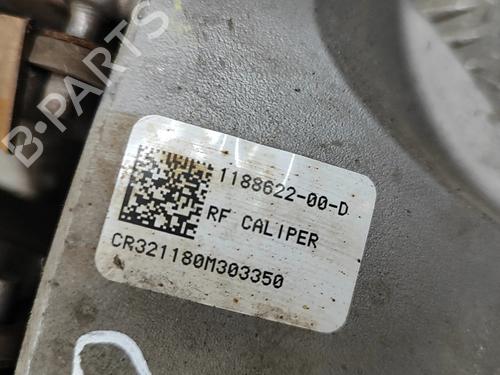 B-PARTS
1188622-00-D
RF CALIPER
CR321180M303350